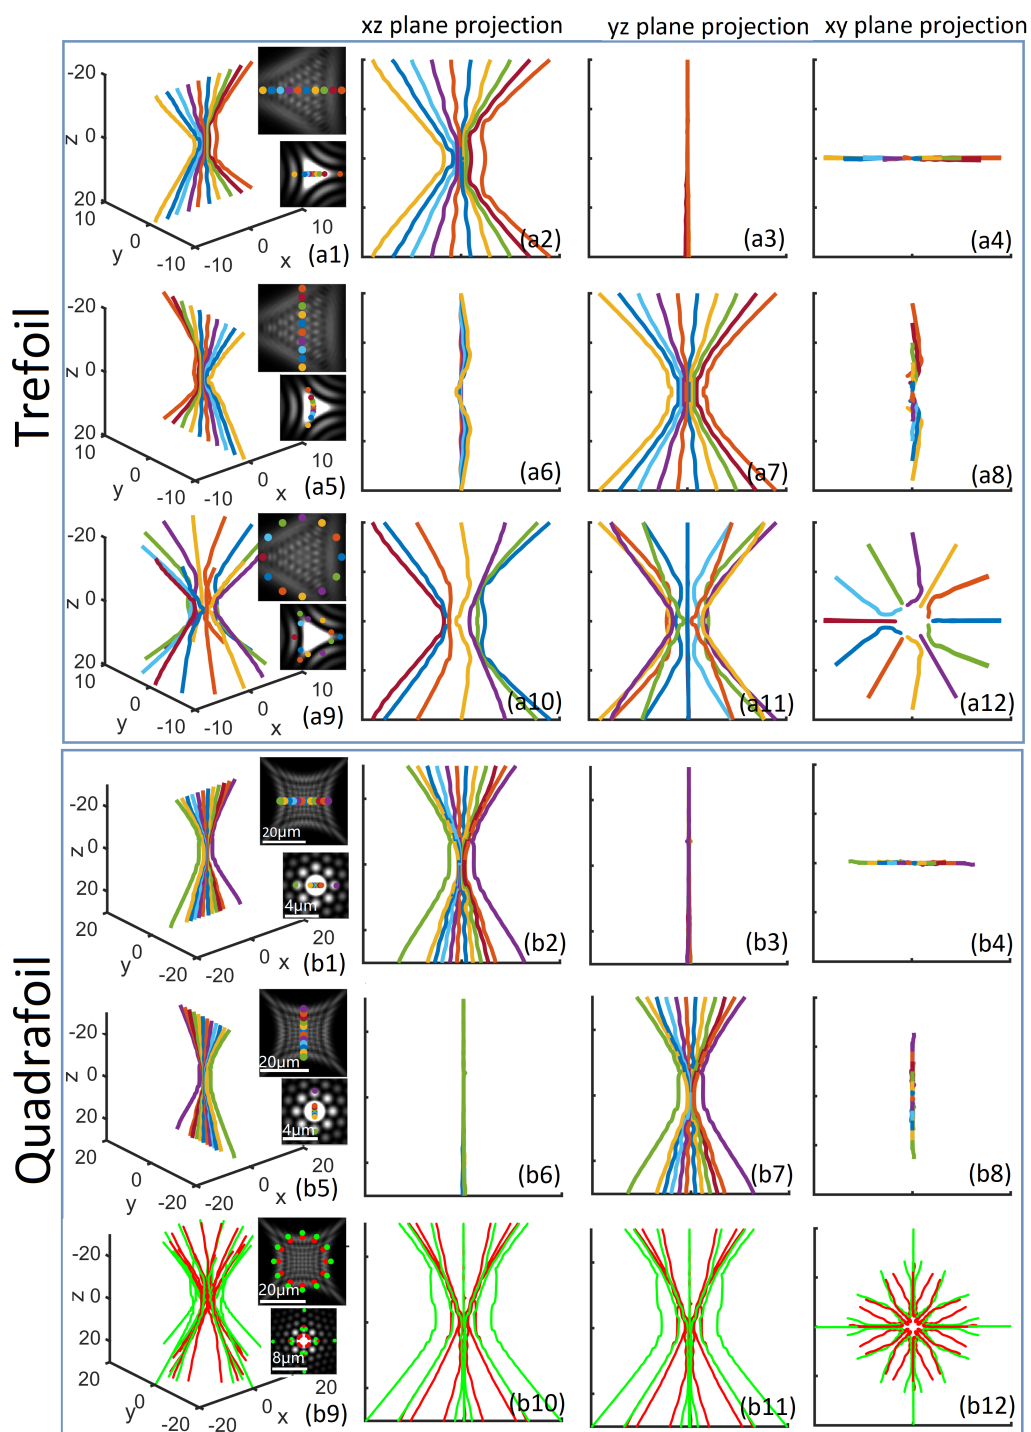 xz plane projection yz plane projection xy plane projection
Trefoil
-20
z 0
20
10
y 0
-10 -10
0 x
10
(a1)
(a2)
(a3)
(a4)
-20
z 0
20
10
y 0
-10 -10
0 x
10
(a5)
(a6)
(a7)
(a8)
-20
z 0
20
10
y 0
-10 -10
0 x
10
(a9)
(a10)
(a11)
(a12)
Quadrafoil
-20
z 0
20
20
y 0
-20 -20
0 x
20
20μm
4μm
(b1)
(b2)
(b3)
(b4)
-20
z 0
20
20
y 0
-20 -20
0 x
20
20μm
4μm
(b5)
(b6)
(b7)
(b8)
-20
z 0
20
20
y 0
-20 -20
0 x
20
20μm
8μm
(b9)
(b10)
(b11)
(b12)